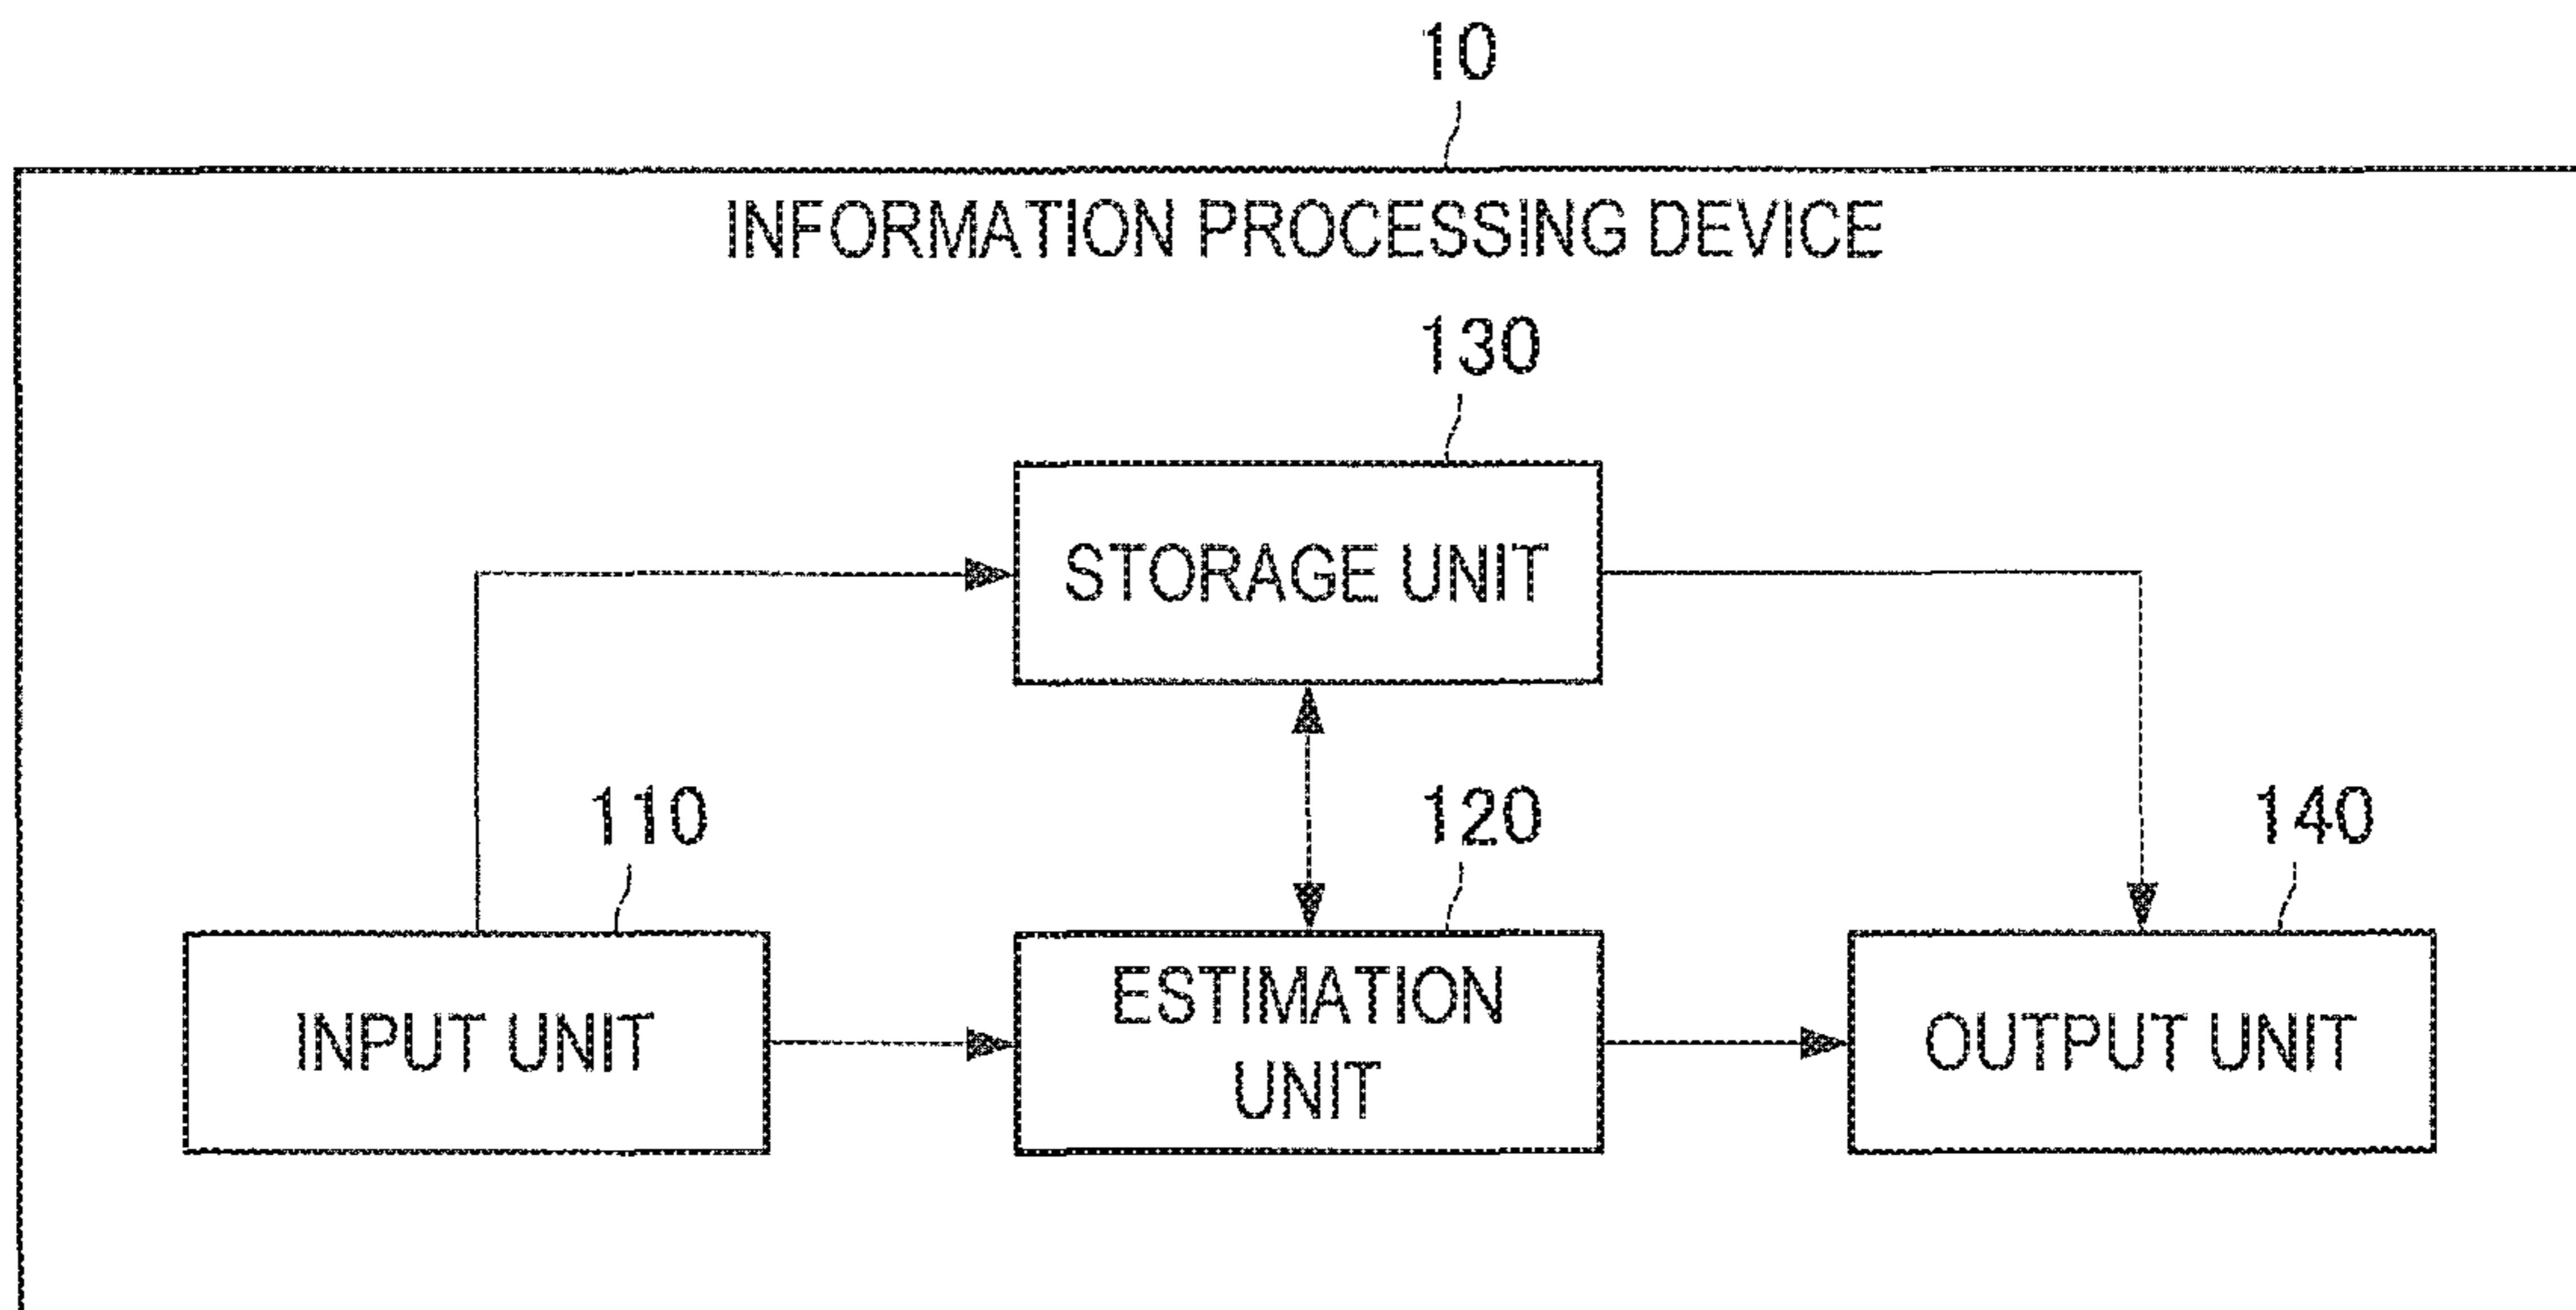 10
INFORMATION PROCESSING DEVICE
130
STORAGE UNIT
110
120
140
INPUT UNIT
ESTIMATION
UNIT
OUTPUT UNIT